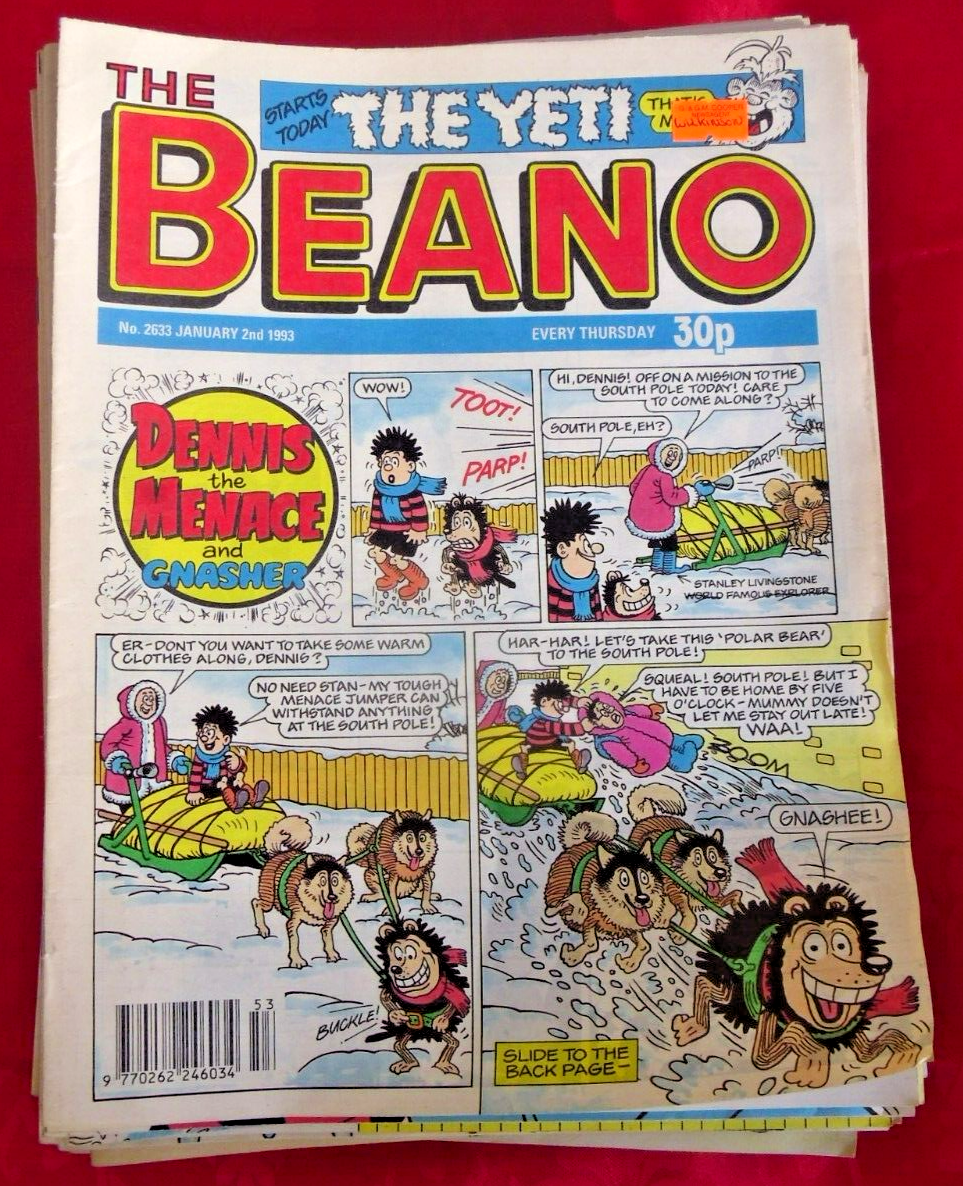 THE
BEANO
STARTS
TODAY
THE YETI
WILKINSON
No. 2633 JANUARY 2nd 1993
EVERY THURSDAY 30p
DENNIS
the
MENACE
and
GNASHER
WOW!
TOOT!
PARP!
HI, DENNIS! OFF ON A MISSION TO THE
SOUTH POLE TODAY! CARE
TO COME ALONG?
SOUTH POLE, EH?
PARP!
STANLEY LIVINGSTONE
WORLD FAMOUS EXPLORER
ER-DONT YOU WANT TO TAKE SOME WARM
CLOTHES ALONG, DENNIS?
NO NEED STAN-MY TOUGH
MENACE JUMPER CAN
WITHSTAND ANYTHING
AT THE SOUTH POLE!
BUCKLE!
53
9 770262 246034
HAR-HAR! LET'S TAKE THIS 'POLAR BEAR'
TO THE SOUTH POLE!
SQUEAL! SOUTH POLE! BUT I
HAVE TO BE HOME BY FIVE
O'CLOCK-MUMMY DOESN'T
LET ME STAY OUT LATE!
WAA!
ZOOM
GNASHEE!
SLIDE TO THE
BACK PAGE-